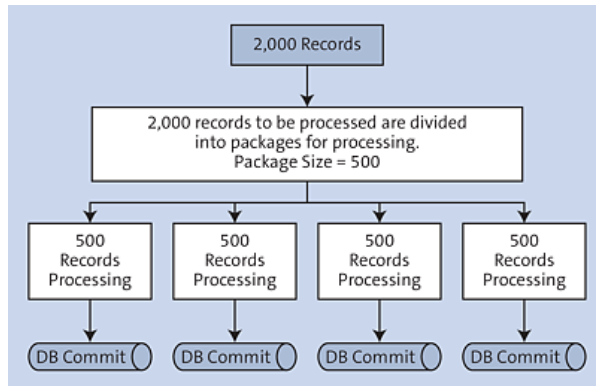 2,000 Records
2,000 records to be processed are divided
into packages for processing.
Package Size = 500
500
Records
Processing
500
Records
Processing
500
Records
Processing
500
Records
Processing
DB Commit
DB Commit
DB Commit
DB Commit